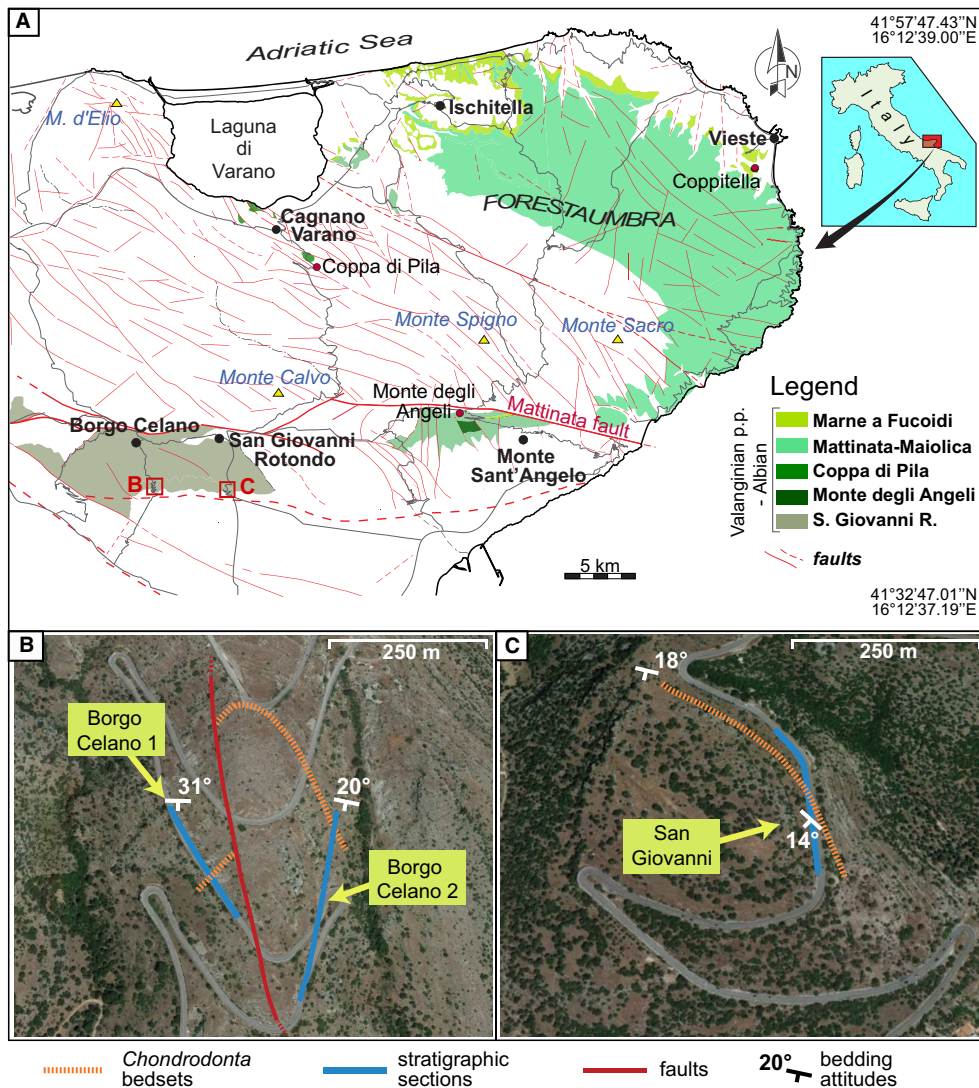 A
Adriatic Sea
41°57'47.43"N
16°12'39.00"E
N
Italy
M. d'Elio
Laguna
di
Varano
Ischitella
Vieste
Coppitella
FORESTAUMBRA
Cagnano
Varano
Coppa di Pila
Monte Spigno
Monte Sacro
Monte Calvo
Monte degli
Angeli
Mattinata fault
Borgo Celano
San Giovanni
Rotondo
Monte
Sant'Angelo
B
C
Legend
Valanginian p.p.
- Albian
Marne a Fucoidi
Mattinata-Maiolica
Coppa di Pila
Monte degli Angeli
S. Giovanni R.
faults
5 km
41°32'47.01"N
16°12'37.19"E
B
250 m
Borgo
Celano 1
31°
20°
Borgo
Celano 2
C
250 m
18°
San
Giovanni
14°
Chondrodonta
bedsets
stratigraphic
sections
faults
20°
bedding
attitudes